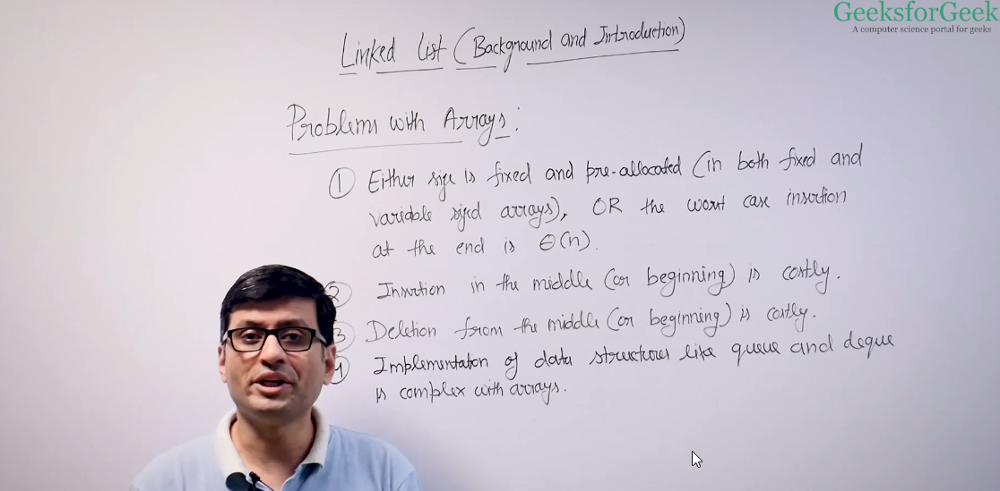 GeeksforGeek
A computer science portal for geeks
Linked List (Background and Introduction)
Problems with Arrays:
① Either size is fixed and pre-allocated (in both fixed and
variable sized arrays), OR the worst case insertion
at the end is Θ(n).
② Insertion in the middle (or beginning) is costly.
③ Deletion from the middle (or beginning) is costly.
④ Implementation of data structures like queue and deque
is complex with arrays.